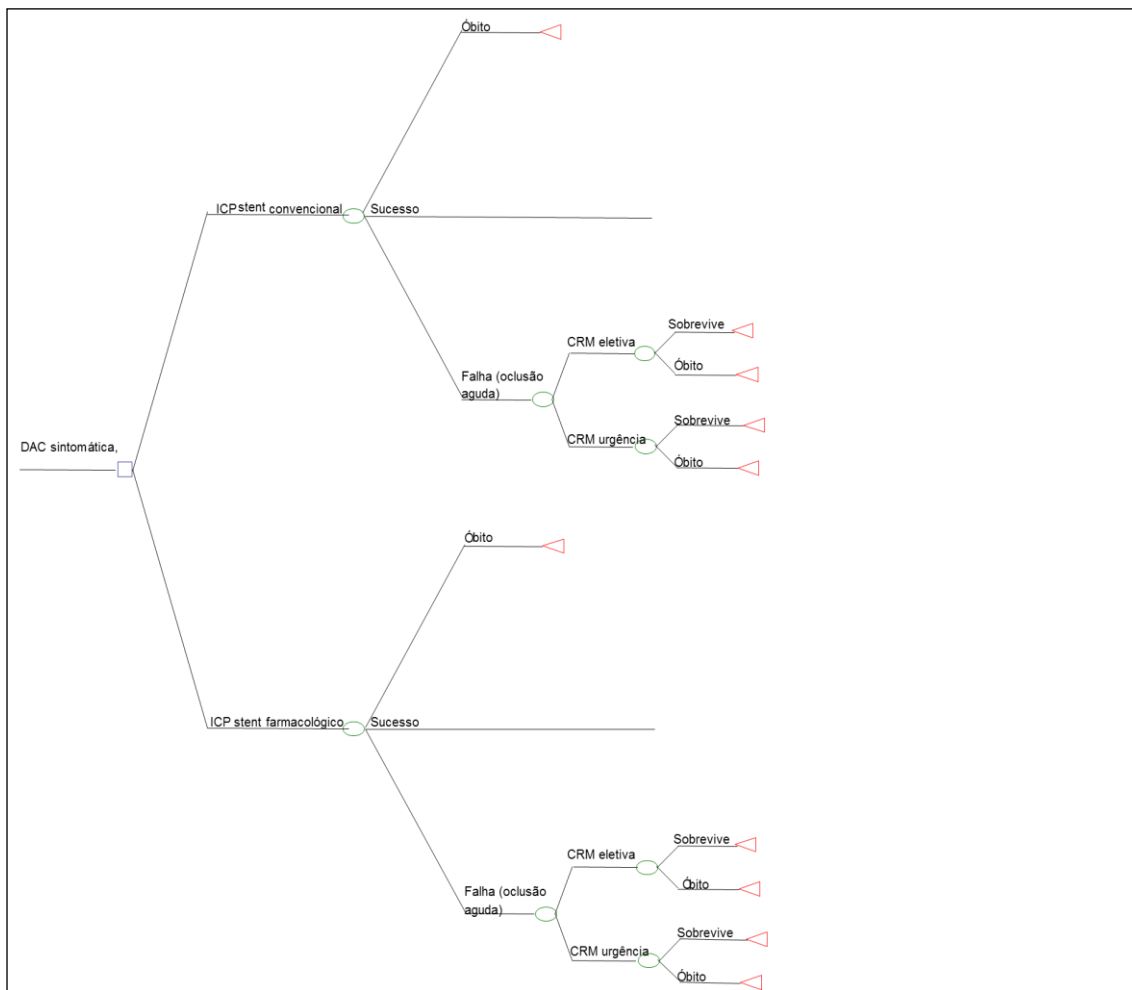 Óbito
ICP stent convencional
Sucesso
Sobrevive
CRM eletiva
Óbito
Falha (oclusão
aguda)
Sobrevive
CRM urgência
Óbito
DAC sintomática,
Óbito
ICP stent farmacológico
Sucesso
Sobrevive
CRM eletiva
Óbito
Falha (oclusão
aguda)
Sobrevive
CRM urgência
Óbito